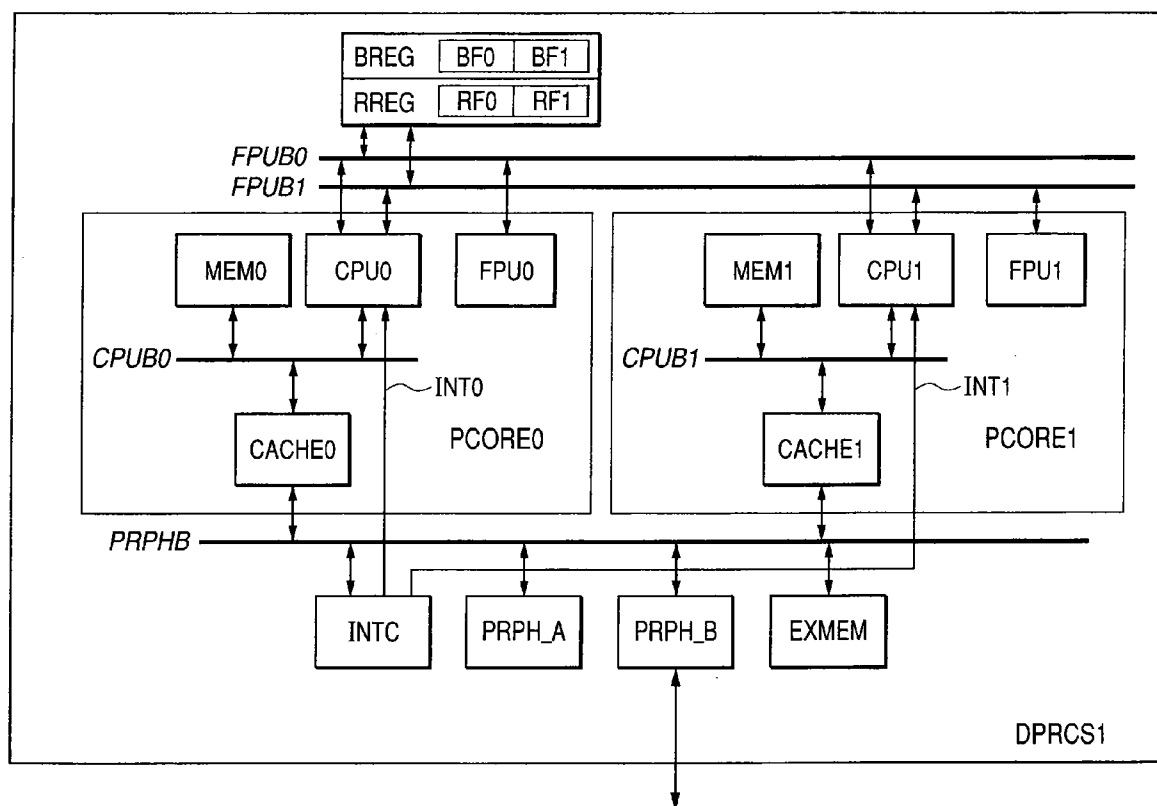 BREG BF0 BF1
RREG RF0 RF1
FPUB0
FPUB1
MEM0 CPU0 FPU0 MEM1 CPU1 FPU1
CPUB0 CPUB1
INT0 INT1
CACHE0 PCORE0 CACHE1 PCORE1
PRPHB
INTC PRPH_A PRPH_B EXMEM
DPRCS1